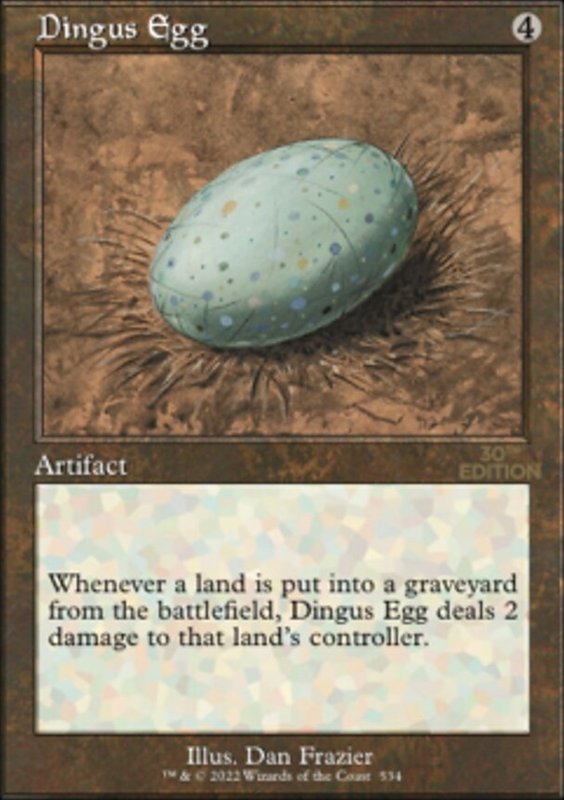 Dingus Egg 4
Artifact
30TH
EDITION
Whenever a land is put into a graveyard
from the battlefield, Dingus Egg deals 2
damage to that land's controller.
Illus. Dan Frazier
™ & © 2022 Wizards of the Coast 534